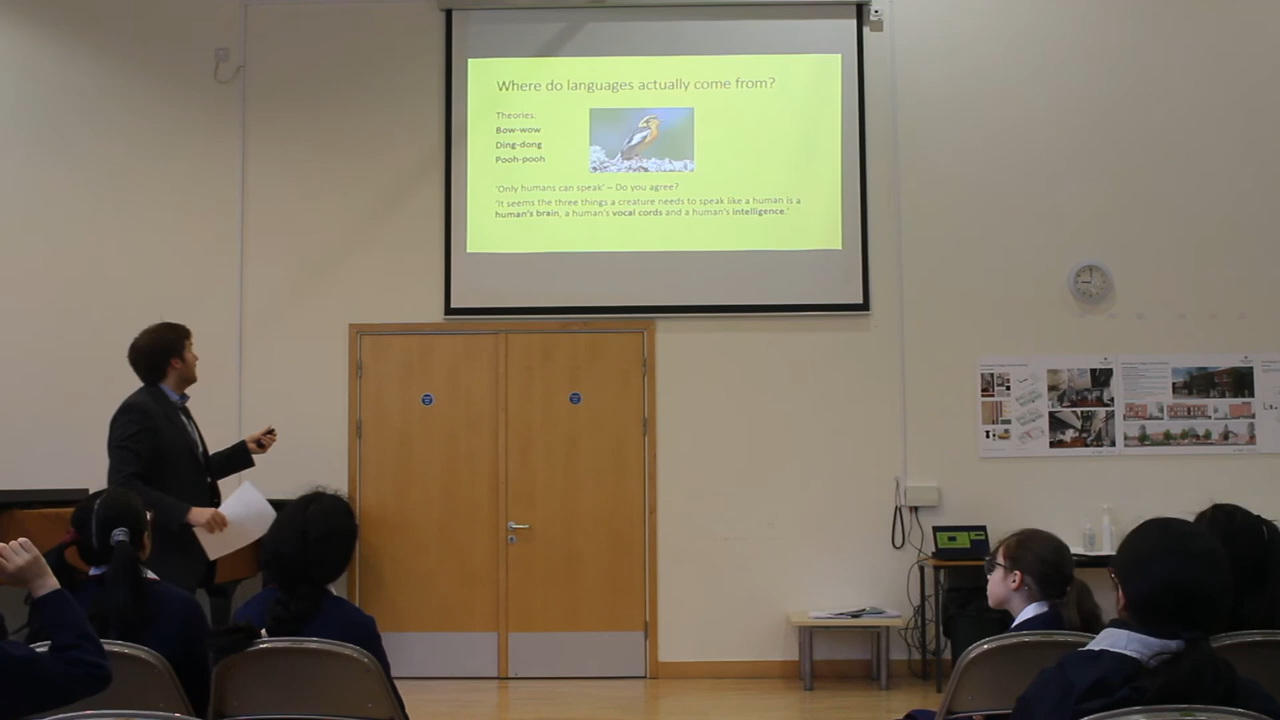 Where do languages actually come from?
Theories:
Bow-wow
Ding-dong
Pooh-pooh
'Only humans can speak' – Do you agree?
'It seems the three things a creature needs to speak like a human is a
human's brain, a human's vocal cords and a human's intelligence.'